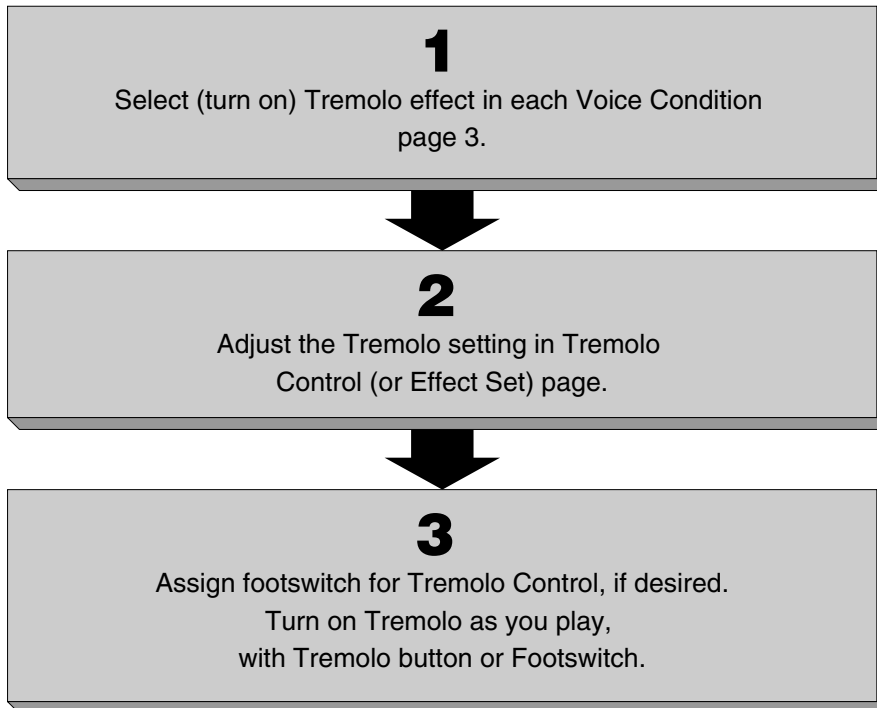 1
Select (turn on) Tremolo effect in each Voice Condition
page 3.
2
Adjust the Tremolo setting in Tremolo
Control (or Effect Set) page.
3
Assign footswitch for Tremolo Control, if desired.
Turn on Tremolo as you play,
with Tremolo button or Footswitch.